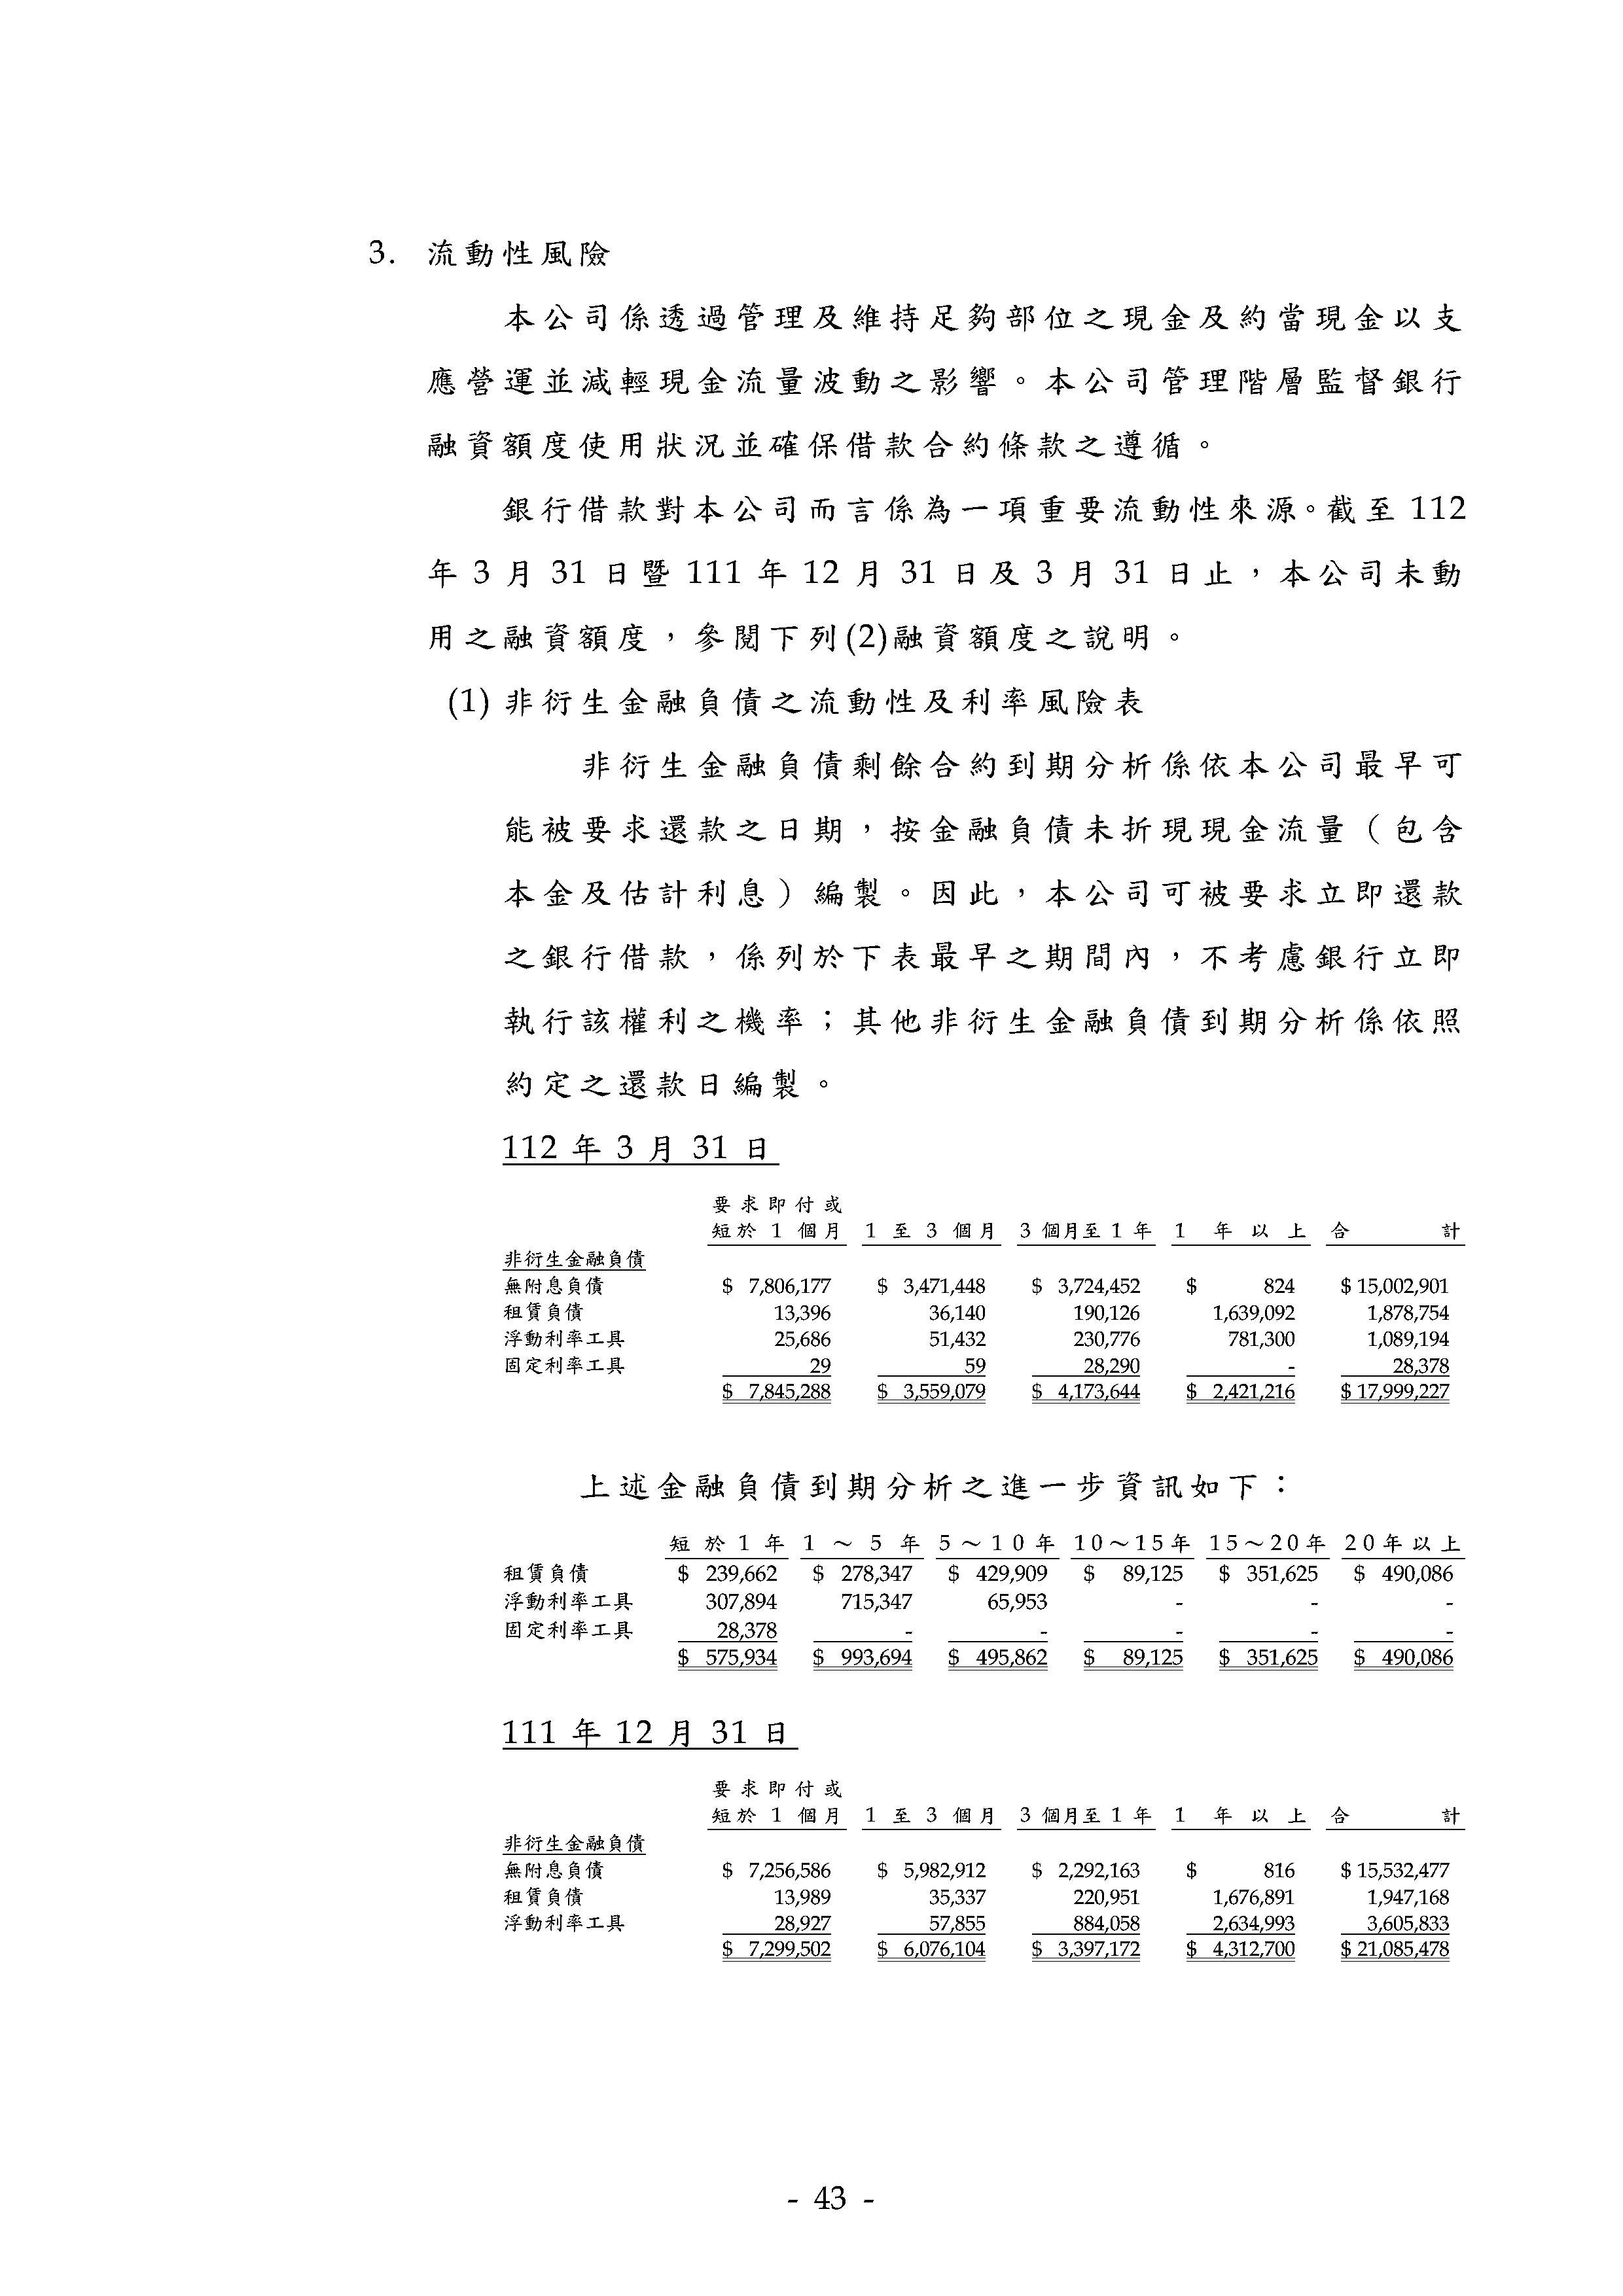 3. 流動性風險
本公司係透過管理及維持足夠部位之現金及約當現金以支
應營運並減輕現金流量波動之影響。本公司管理階層監督銀行
融資額度使用狀況並確保借款合約條款之遵循。
銀行借款對本公司而言係為一項重要流動性來源。截至 112
年 3 月 31 日暨 111 年 12 月 31 日及 3 月 31 日止，本公司未動
用之融資額度，參閱下列(2)融資額度之說明。
(1) 非衍生金融負債之流動性及利率風險表
非衍生金融負債剩餘合約到期分析係依本公司最早可
能被要求還款之日期，按金融負債未折現現金流量（包含
本金及估計利息）編製。因此，本公司可被要求立即還款
之銀行借款，係列於下表最早之期間內，不考慮銀行立即
執行該權利之機率；其他非衍生金融負債到期分析係依照
約定之還款日編製。
112 年 3 月 31 日
要求即付或
短於 1 個月 1 至 3 個月 3 個月至 1 年 1 年以上 合計
非衍生金融負債
無附息負債 $ 7,806,177 $ 3,471,448 $ 3,724,452 $ 824 $ 15,002,901
租賃負債 13,396 36,140 190,126 1,639,092 1,878,754
浮動利率工具 25,686 51,432 230,776 781,300 1,089,194
固定利率工具 29 59 28,290 - 28,378
$ 7,845,288 $ 3,559,079 $ 4,173,644 $ 2,421,216 $ 17,999,227
上述金融負債到期分析之進一步資訊如下：
短於 1 年 1～5 年 5～10 年 10～15 年 15～20 年 20 年以上
租賃負債 $ 239,662 $ 278,347 $ 429,909 $ 89,125 $ 351,625 $ 490,086
浮動利率工具 307,894 715,347 65,953 - - -
固定利率工具 28,378 - - - - -
$ 575,934 $ 993,694 $ 495,862 $ 89,125 $ 351,625 $ 490,086
111 年 12 月 31 日
要求即付或
短於 1 個月 1 至 3 個月 3 個月至 1 年 1 年以上 合計
非衍生金融負債
無附息負債 $ 7,256,586 $ 5,982,912 $ 2,292,163 $ 816 $ 15,532,477
租賃負債 13,989 35,337 220,951 1,676,891 1,947,168
浮動利率工具 28,927 57,855 884,058 2,634,993 3,605,833
$ 7,299,502 $ 6,076,104 $ 3,397,172 $ 4,312,700 $ 21,085,478
- 43 -